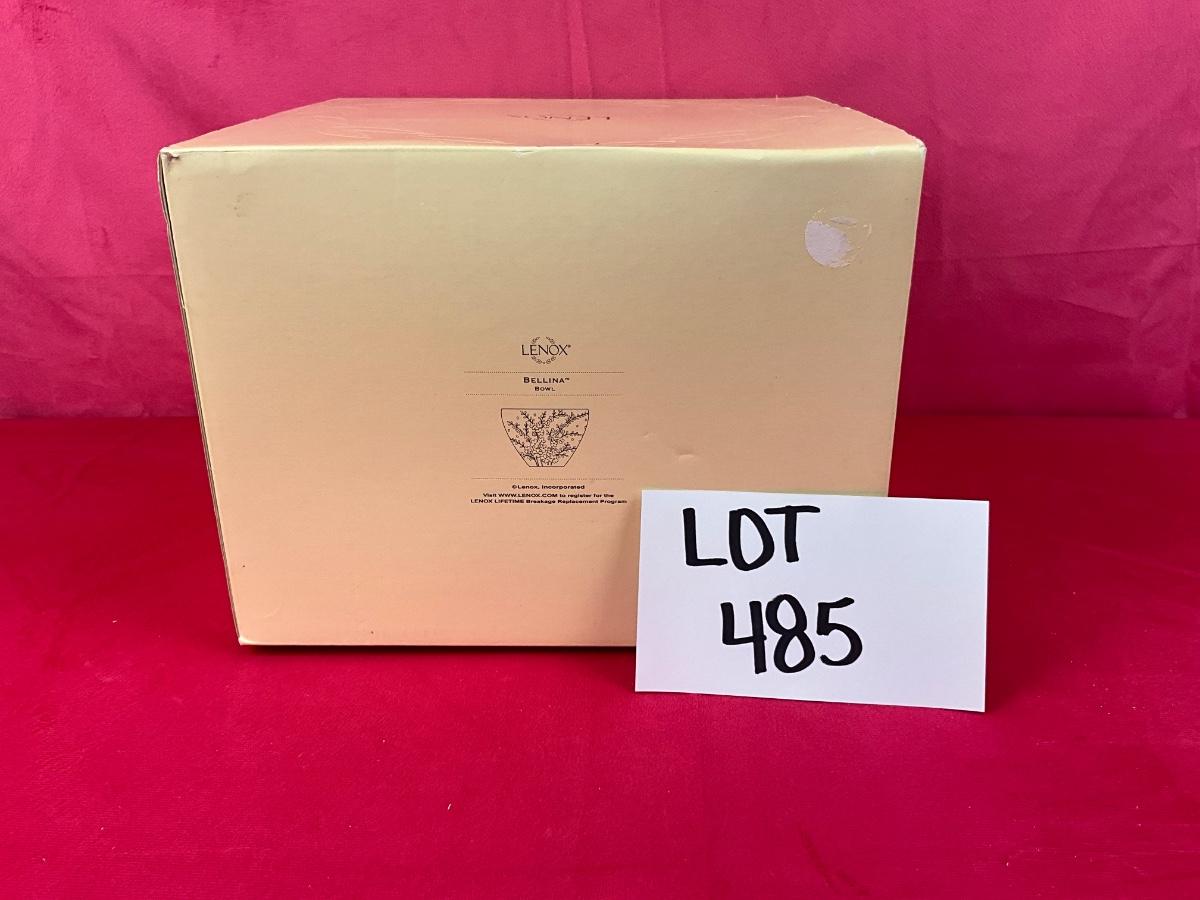 LENOX
LENOX®
BELLINA™
BOWL
©Lenox, Incorporated
Visit WWW.LENOX.COM to register for the
LENOX LIFETIME Breakage Replacement Program
LOT
485